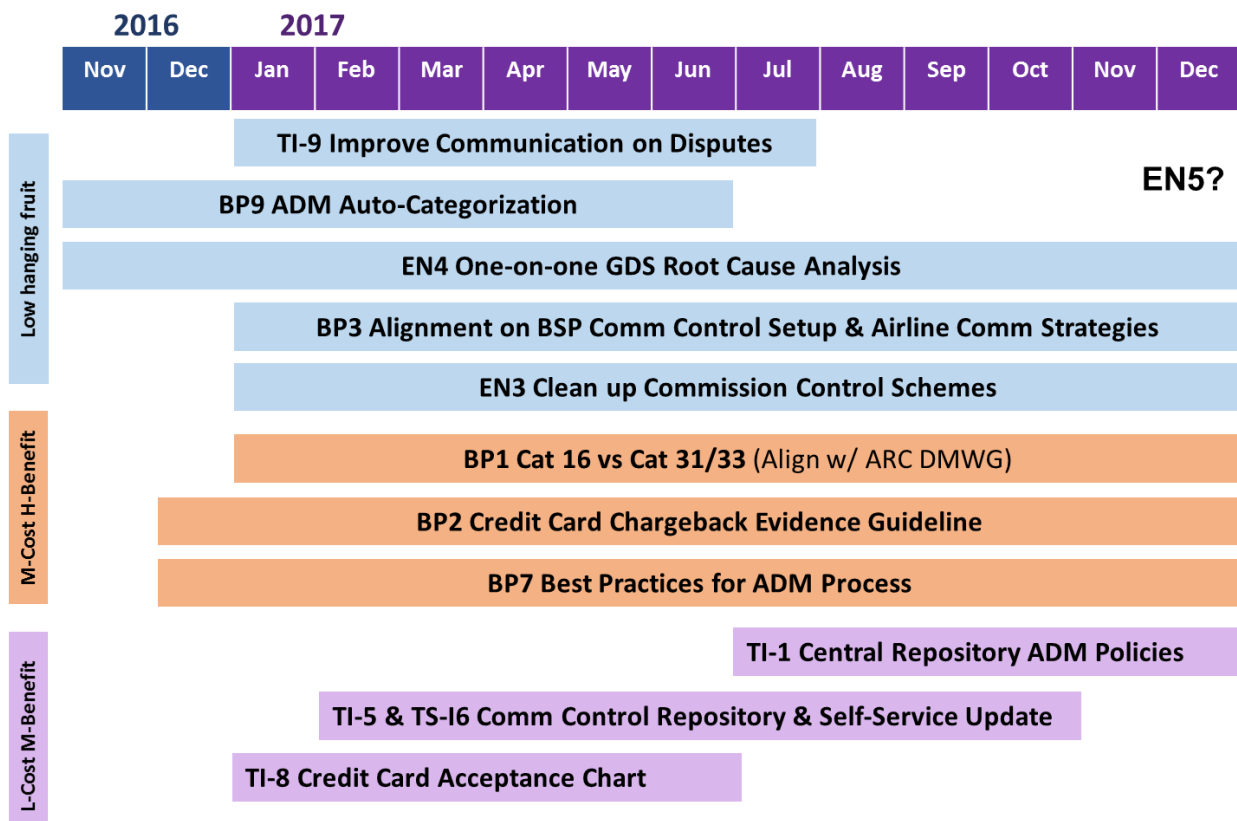 2016 2017
Nov Dec Jan Feb Mar Apr May Jun Jul Aug Sep Oct Nov Dec
Low hanging fruit
TI-9 Improve Communication on Disputes
EN5?
BP9 ADM Auto-Categorization
EN4 One-on-one GDS Root Cause Analysis
BP3 Alignment on BSP Comm Control Setup & Airline Comm Strategies
EN3 Clean up Commission Control Schemes
M-Cost H-Benefit
BP1 Cat 16 vs Cat 31/33 (Align w/ ARC DMWG)
BP2 Credit Card Chargeback Evidence Guideline
BP7 Best Practices for ADM Process
L-Cost M-Benefit
TI-1 Central Repository ADM Policies
TI-5 & TS-I6 Comm Control Repository & Self-Service Update
TI-8 Credit Card Acceptance Chart